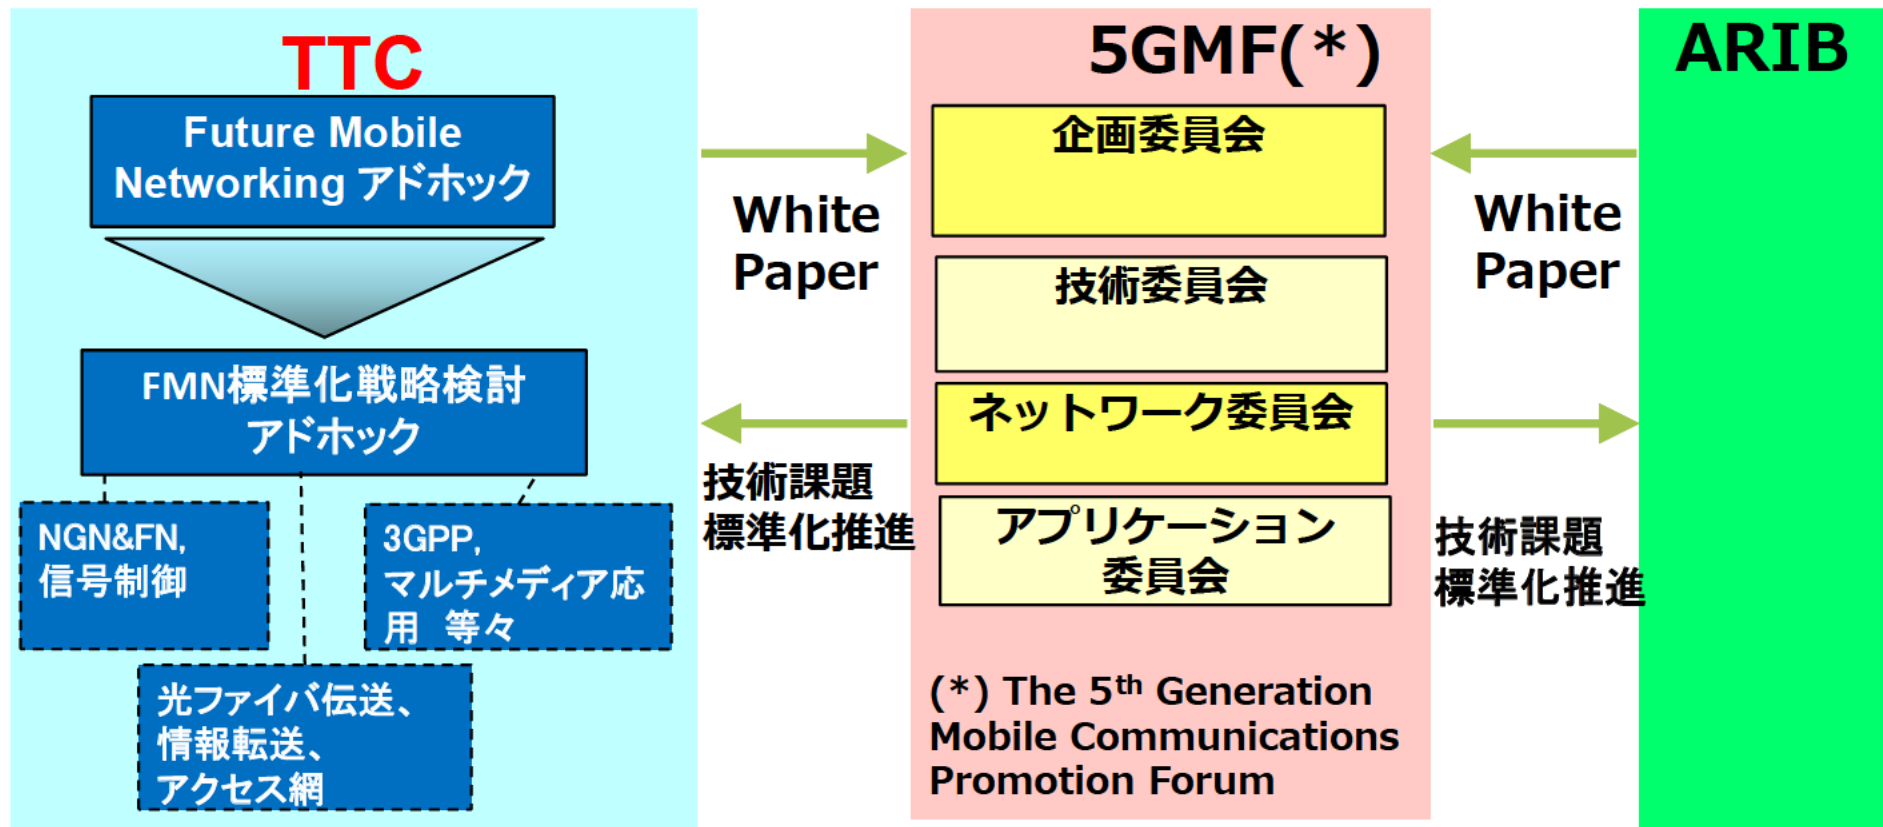 TTC
Future Mobile
Networking アドホック
FMN標準化戦略検討
アドホック
NGN&FN,
信号制御
3GPP,
マルチメディア応
用　等々
光ファイバ伝送、
情報転送、
アクセス網
White
Paper
技術課題
標準化推進
5GMF(*)
企画委員会
技術委員会
ネットワーク委員会
アプリケーション
委員会
(*) The 5th Generation
Mobile Communications
Promotion Forum
White
Paper
技術課題
標準化推進
ARIB